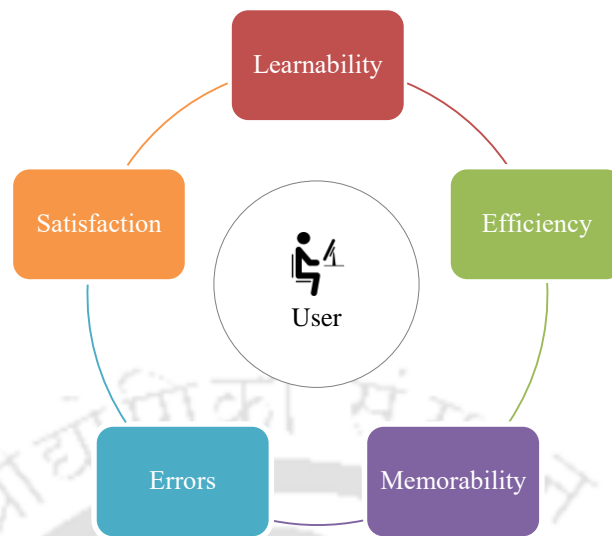 Learnability
Satisfaction
Efficiency
User
Errors
Memorability